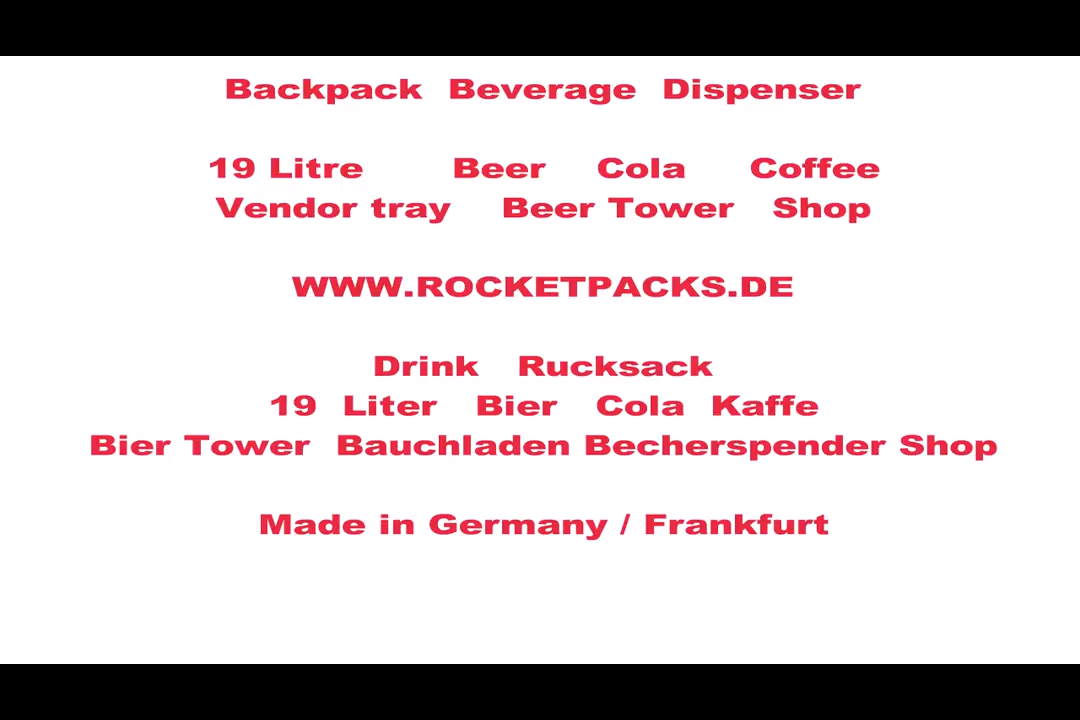 Backpack Beverage Dispenser
19 Litre Beer Cola Coffee
Vendor tray Beer Tower Shop
WWW.ROCKETPACKS.DE
Drink Rucksack
19 Liter Bier Cola Kaffe
Bier Tower Bauchladen Becherspender Shop
Made in Germany / Frankfurt